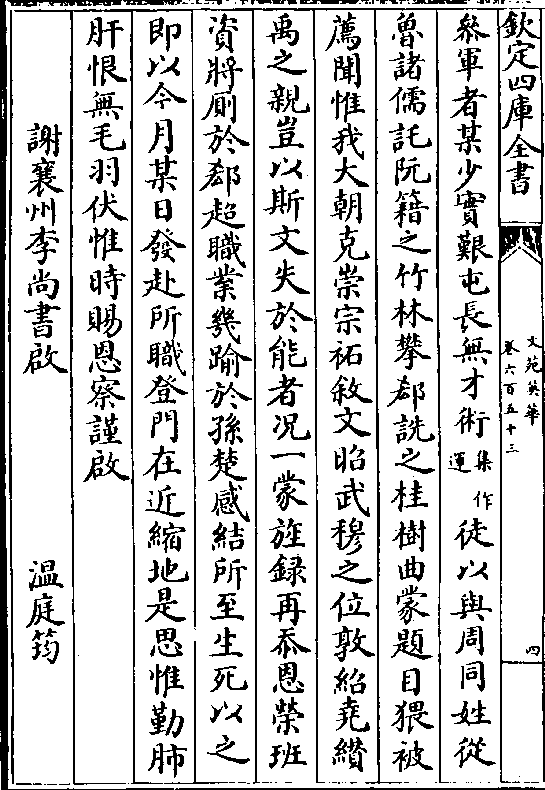 欽定四庫全書
文苑英華
卷六百五十三
四
叅軍者某少實艱屯長無才術集作運徒以與周同姓從
魯諸儒託阮籍之竹林攀郄詵之桂樹曲蒙題目猥被
薦聞惟我大朝克崇宗祏敘文昭武穆之位敦紹堯纘
禹之親豈以斯文失於能者况一蒙旌録再忝恩榮班
資將厠於郄超職業幾踰於孫楚感結所至生死以之
即以今月某日發赴所職登門在近縮地是思惟勤肺
肝恨無毛羽伏惟時賜恩察謹啟
謝襄州李尚書啟 温庭筠